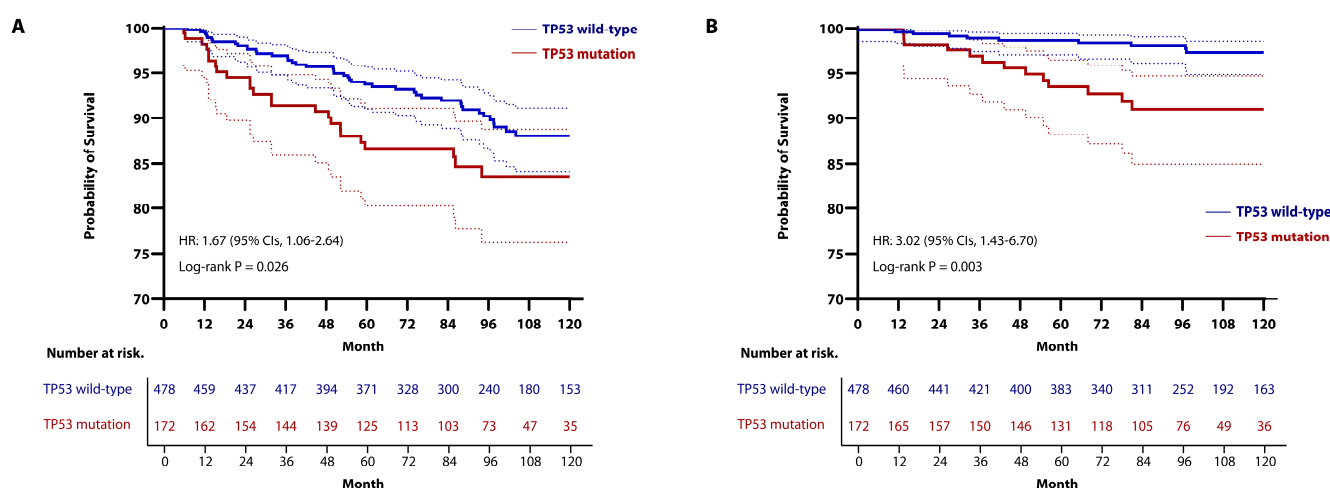 A
TP53 wild-type
TP53 mutation
Probability of Survival
100
95
90
85
80
75
70
HR: 1.67 (95% CIs, 1.06-2.64)
Log-rank P = 0.026
0 12 24 36 48 60 72 84 96 108 120
Month
Number at risk.
TP53 wild-type 478 459 437 417 394 371 328 300 240 180 153
TP53 mutation 172 162 154 144 139 125 113 103 73 47 35
0 12 24 36 48 60 72 84 96 108 120
Month
B
Probability of Survival
100
95
90
85
80
75
70
TP53 wild-type
TP53 mutation
HR: 3.02 (95% CIs, 1.43-6.70)
Log-rank P = 0.003
0 12 24 36 48 60 72 84 96 108 120
Month
Number at risk.
TP53 wild-type 478 460 441 421 400 383 340 311 252 192 163
TP53 mutation 172 165 157 150 146 131 118 105 76 49 36
0 12 24 36 48 60 72 84 96 108 120
Month